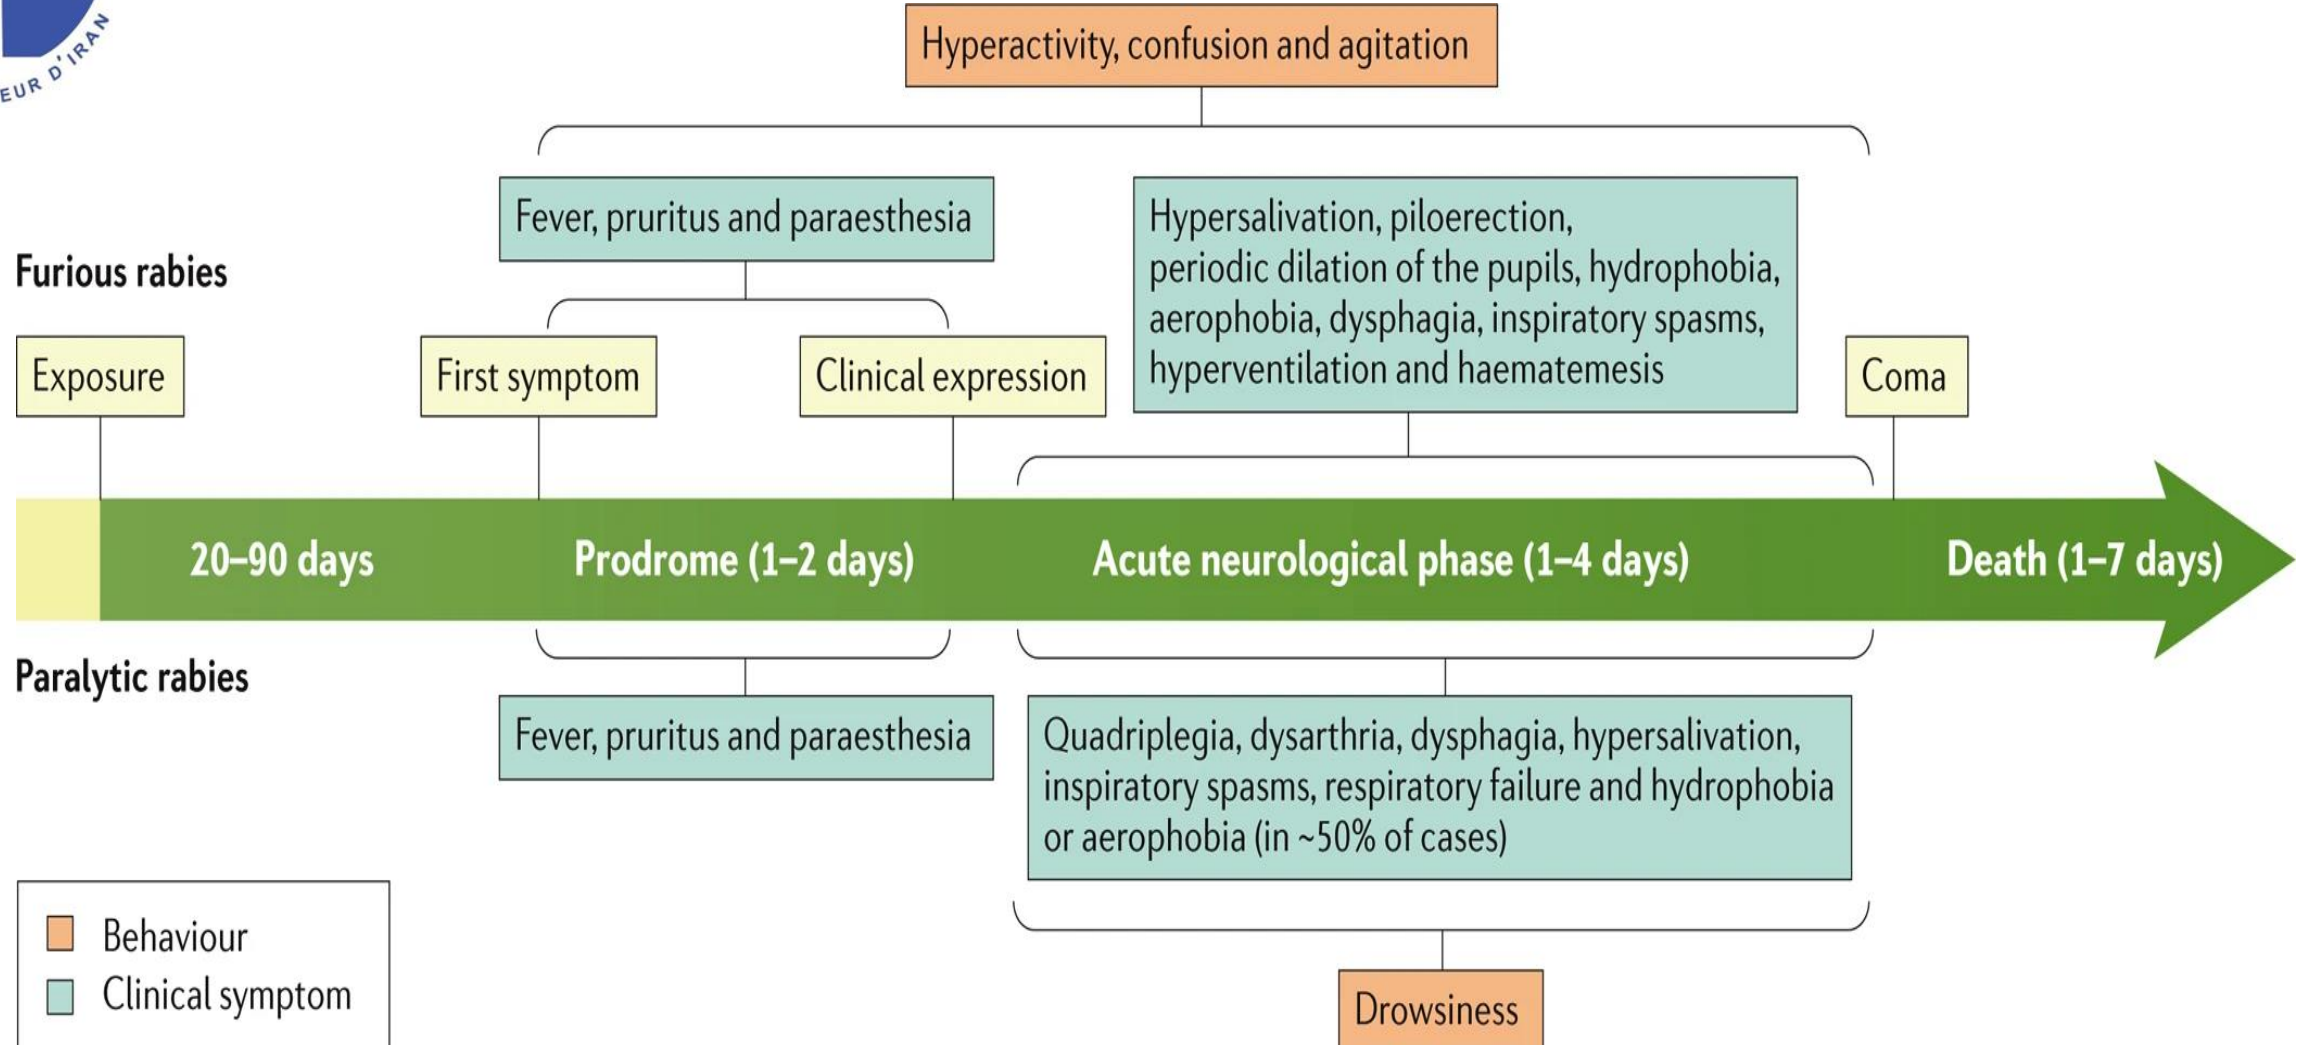 EUR D'IRAN
Hyperactivity, confusion and agitation
Furious rabies
Fever, pruritus and paraesthesia
Hypersalivation, piloerection,
periodic dilation of the pupils, hydrophobia,
aerophobia, dysphagia, inspiratory spasms,
hyperventilation and haematemesis
Exposure
First symptom
Clinical expression
Coma
20–90 days
Prodrome (1–2 days)
Acute neurological phase (1–4 days)
Death (1–7 days)
Paralytic rabies
Fever, pruritus and paraesthesia
Quadriplegia, dysarthria, dysphagia, hypersalivation,
inspiratory spasms, respiratory failure and hydrophobia
or aerophobia (in ~50% of cases)
Drowsiness
Behaviour
Clinical symptom